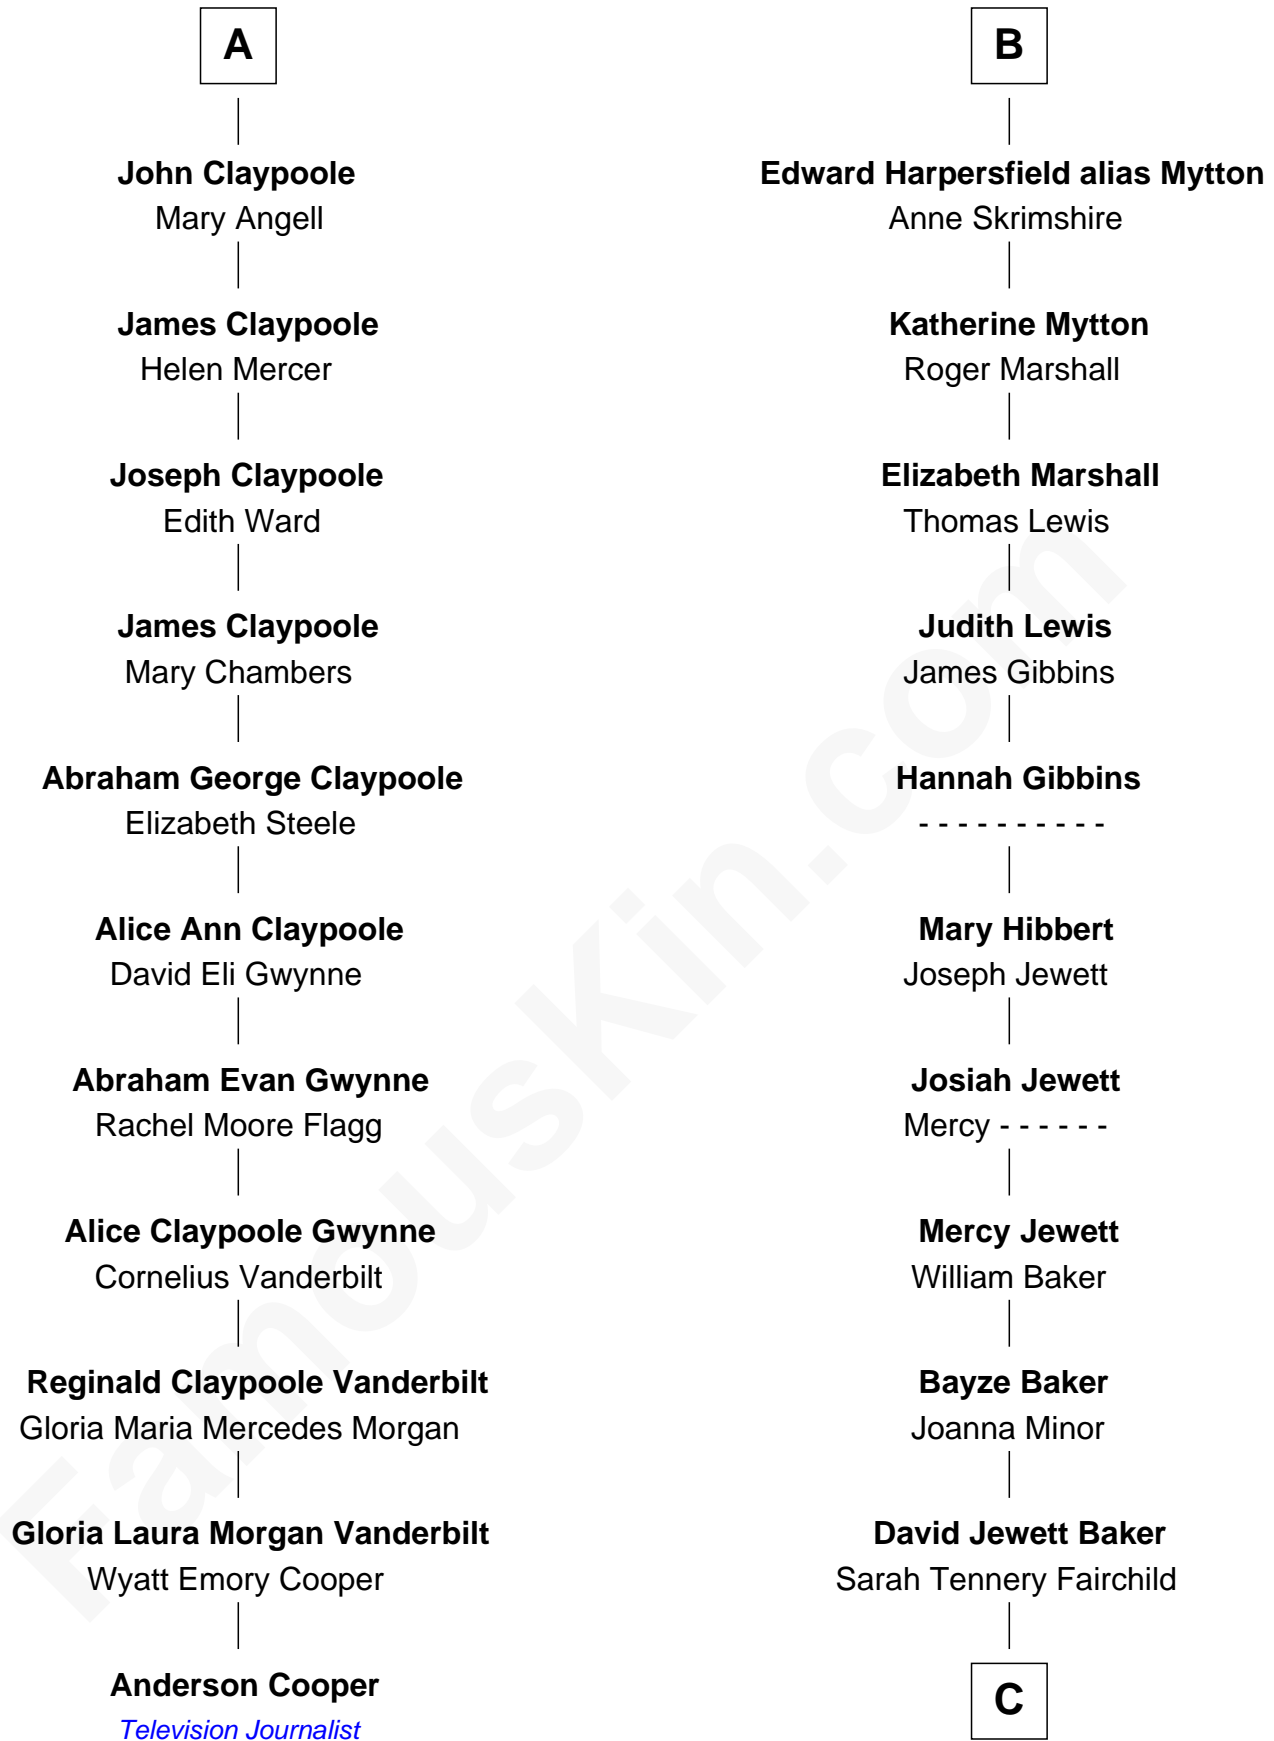 A
John Claypoole
Mary Angell
James Claypoole
Helen Mercer
Joseph Claypoole
Edith Ward
James Claypoole
Mary Chambers
Abraham George Claypoole
Elizabeth Steele
Alice Ann Claypoole
David Eli Gwynne
Abraham Evan Gwynne
Rachel Moore Flagg
Alice Claypoole Gwynne
Cornelius Vanderbilt
Reginald Claypoole Vanderbilt
Gloria Maria Mercedes Morgan
Gloria Laura Morgan Vanderbilt
Wyatt Emory Cooper
Anderson Cooper
Television Journalist
B
Edward Harpersfield alias Mytton
Anne Skrimshire
Katherine Mytton
Roger Marshall
Elizabeth Marshall
Thomas Lewis
Judith Lewis
James Gibbins
Hannah Gibbins
- - - - - - - - - -
Mary Hibbert
Joseph Jewett
Josiah Jewett
Mercy - - - - - -
Mercy Jewett
William Baker
Bayze Baker
Joanna Minor
David Jewett Baker
Sarah Tennery Fairchild
C
FamousKin.com